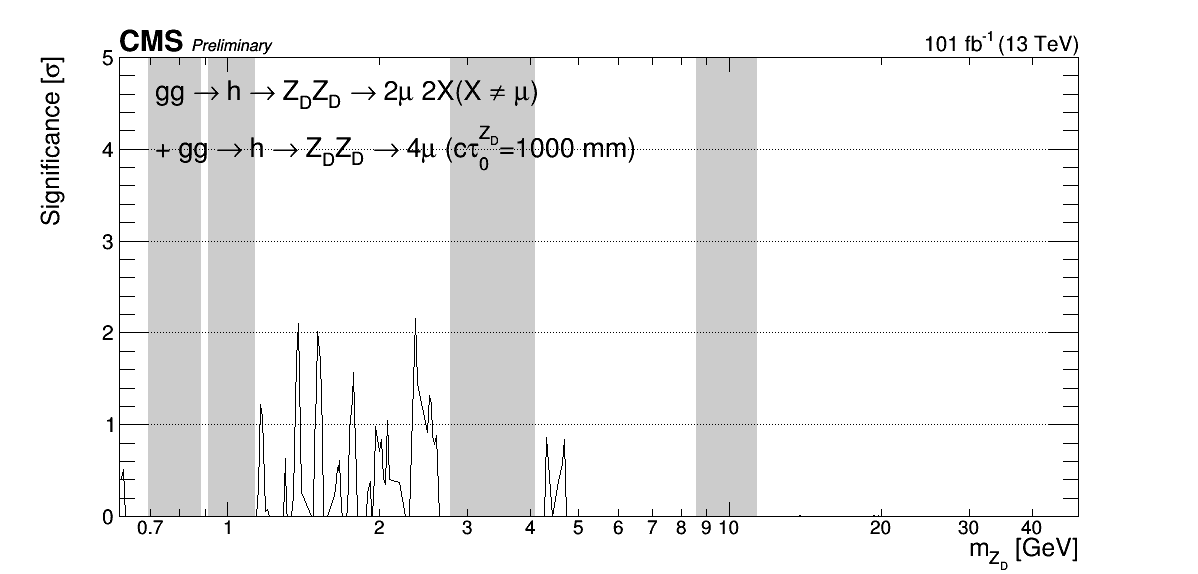 CMS Preliminary 101 fb⁻¹ (13 TeV)
Significance [σ]
gg → h → Z_D Z_D → 2μ 2X(X ≠ μ)
+ gg → h → Z_D Z_D → 4μ (cτ₀^{Z_D}=1000 mm)
5
4
3
2
1
0
0.7 1 2 3 4 5 6 7 8 9 10 20 30 40
m_{Z_D} [GeV]